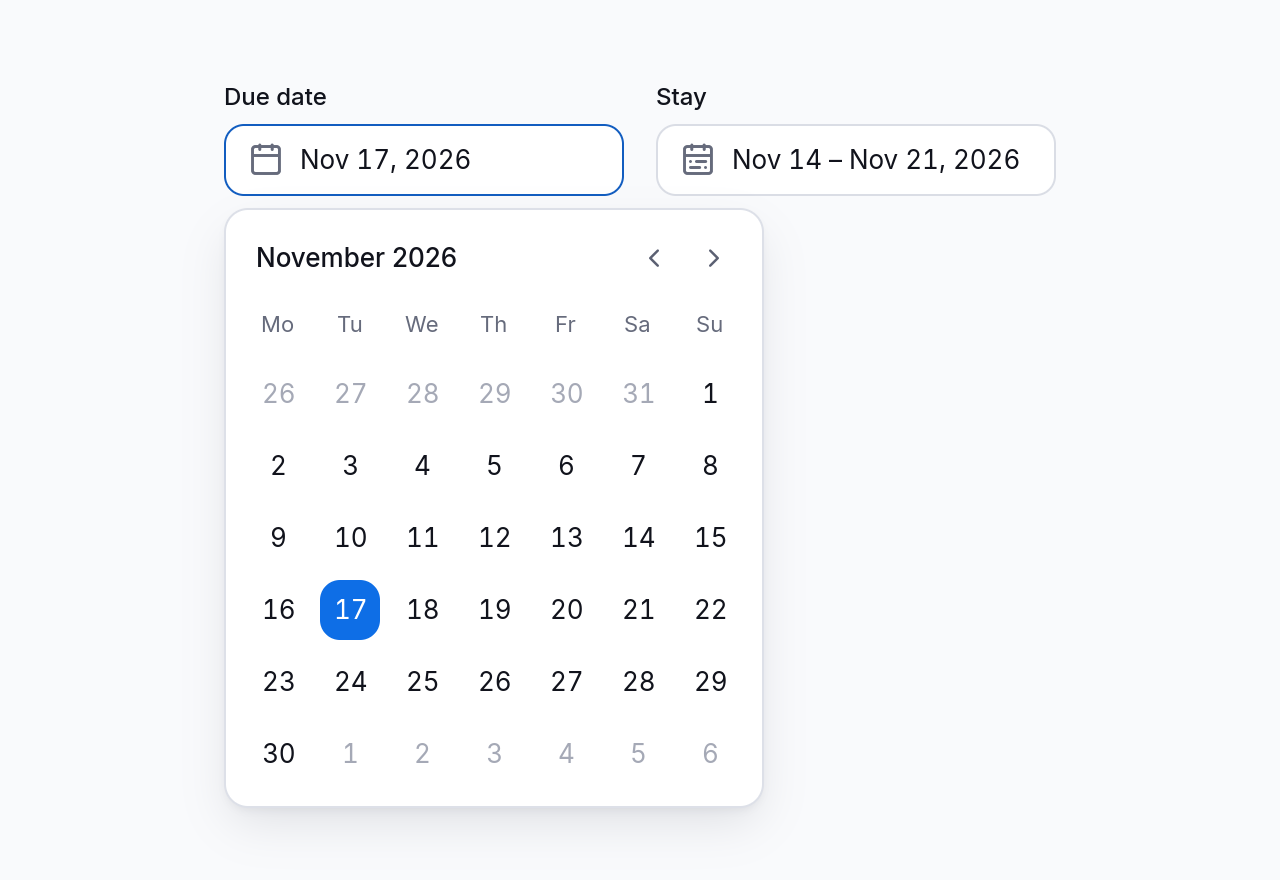 Due date
Stay
Nov 17, 2026
Nov 14 – Nov 21, 2026
November 2026
Mo Tu We Th Fr Sa Su
26 27 28 29 30 31 1
2 3 4 5 6 7 8
9 10 11 12 13 14 15
16 17 18 19 20 21 22
23 24 25 26 27 28 29
30 1 2 3 4 5 6